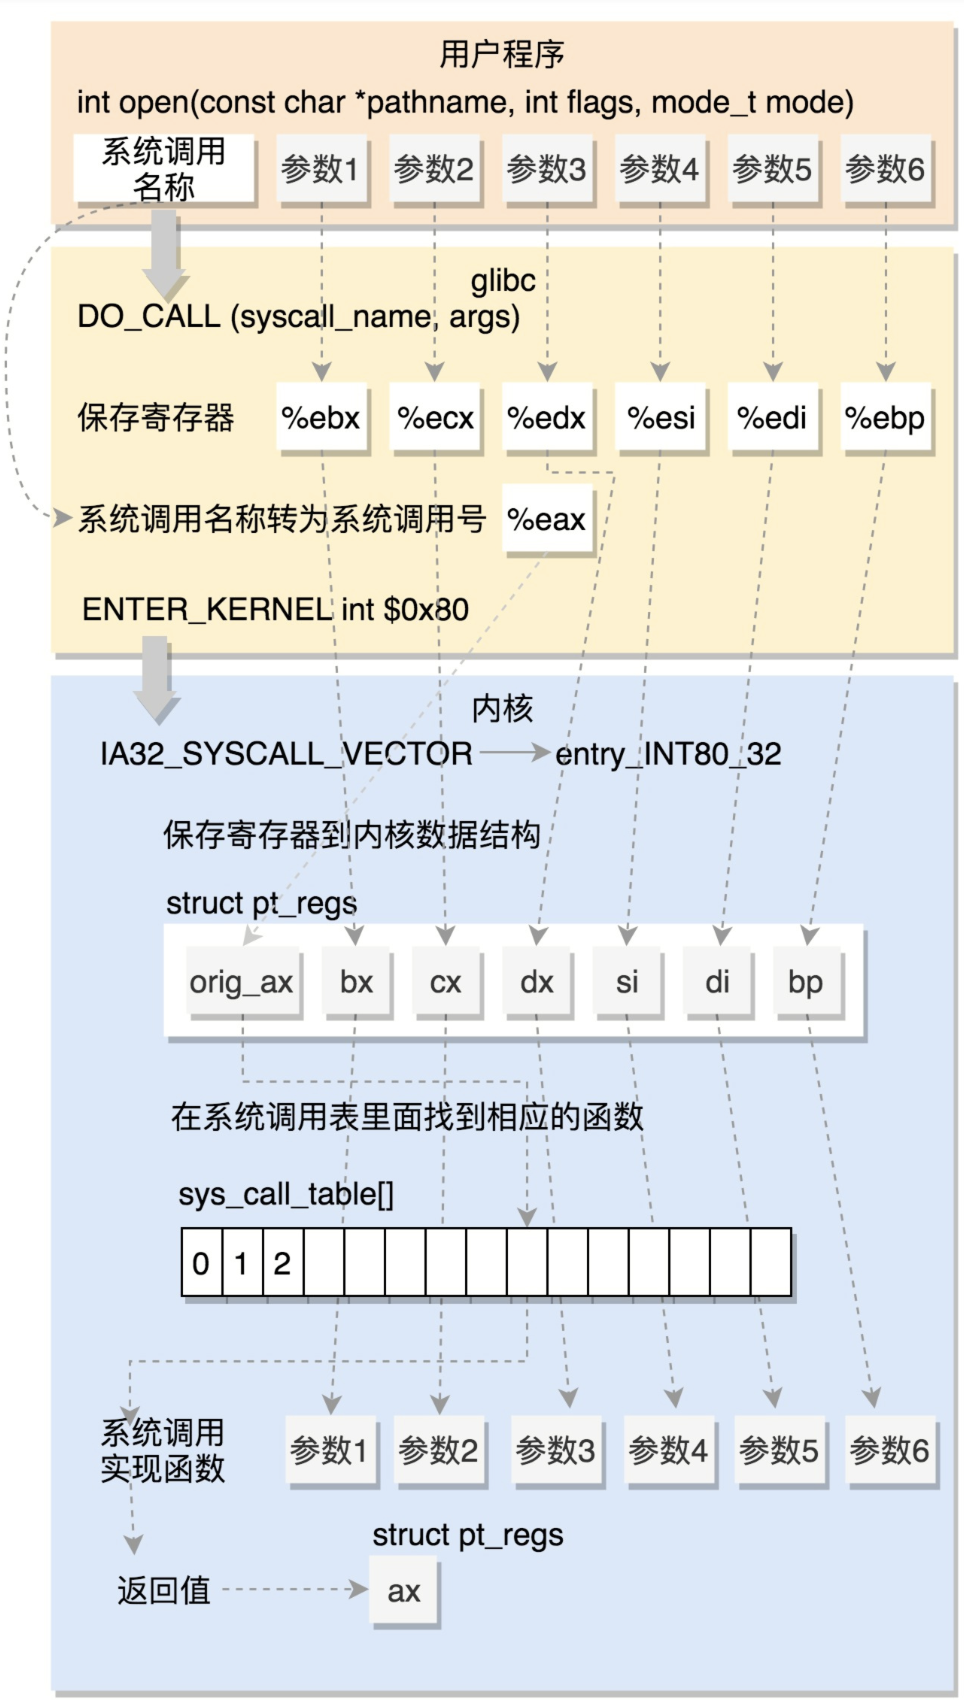 用户程序
int open(const char *pathname, int flags, mode_t mode)
系统调用
名称
参数1
参数2
参数3
参数4
参数5
参数6
glibc
DO_CALL (syscall_name, args)
保存寄存器
%ebx
%ecx
%edx
%esi
%edi
%ebp
系统调用名称转为系统调用号
%eax
ENTER_KERNEL int $0x80
内核
IA32_SYSCALL_VECTOR
entry_INT80_32
保存寄存器到内核数据结构
struct pt_regs
orig_ax
bx
cx
dx
si
di
bp
在系统调用表里面找到相应的函数
sys_call_table[]
0
1
2
系统调用
实现函数
参数1
参数2
参数3
参数4
参数5
参数6
struct pt_regs
返回值
ax